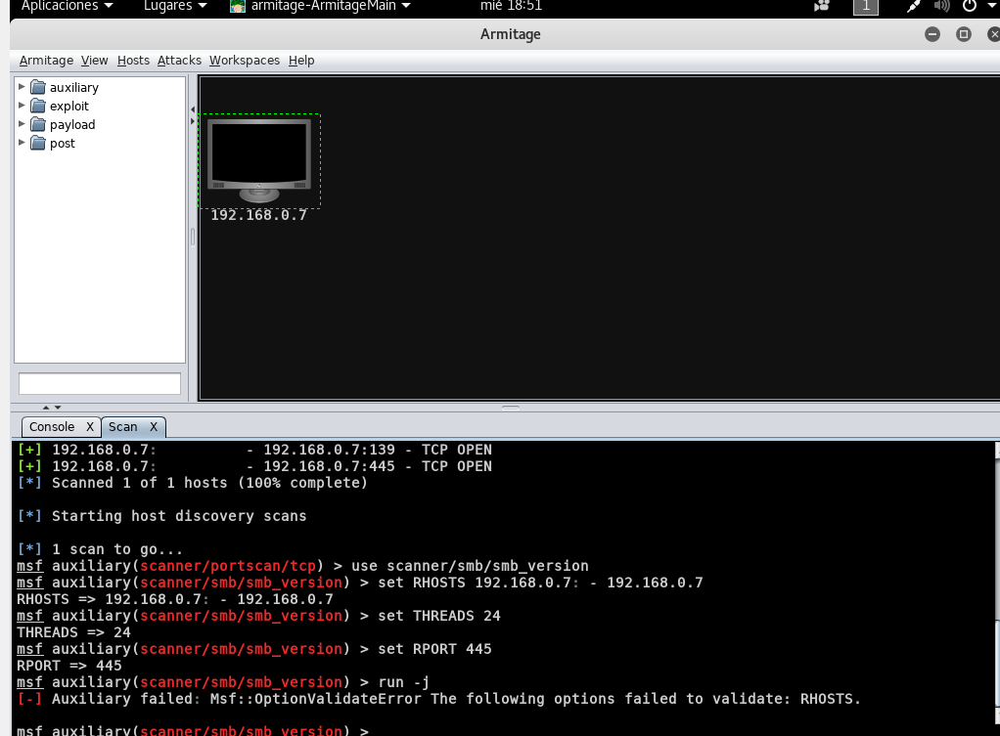 Aplicaciones Lugares armitage-ArmitageMain mié 18:51 1
Armitage
Armitage View Hosts Attacks Workspaces Help
auxiliary
exploit
payload
post
192.168.0.7
Console X Scan X
[+] 192.168.0.7: - 192.168.0.7:139 - TCP OPEN
[+] 192.168.0.7: - 192.168.0.7:445 - TCP OPEN
[*] Scanned 1 of 1 hosts (100% complete)
[*] Starting host discovery scans
[*] 1 scan to go...
msf auxiliary(scanner/portscan/tcp) > use scanner/smb/smb_version
msf auxiliary(scanner/smb/smb_version) > set RHOSTS 192.168.0.7: - 192.168.0.7
RHOSTS => 192.168.0.7: - 192.168.0.7
msf auxiliary(scanner/smb/smb_version) > set THREADS 24
THREADS => 24
msf auxiliary(scanner/smb/smb_version) > set RPORT 445
RPORT => 445
msf auxiliary(scanner/smb/smb_version) > run -j
[-] Auxiliary failed: Msf::OptionValidateError The following options failed to validate: RHOSTS.
msf auxiliary(scanner/smb/smb_version) >